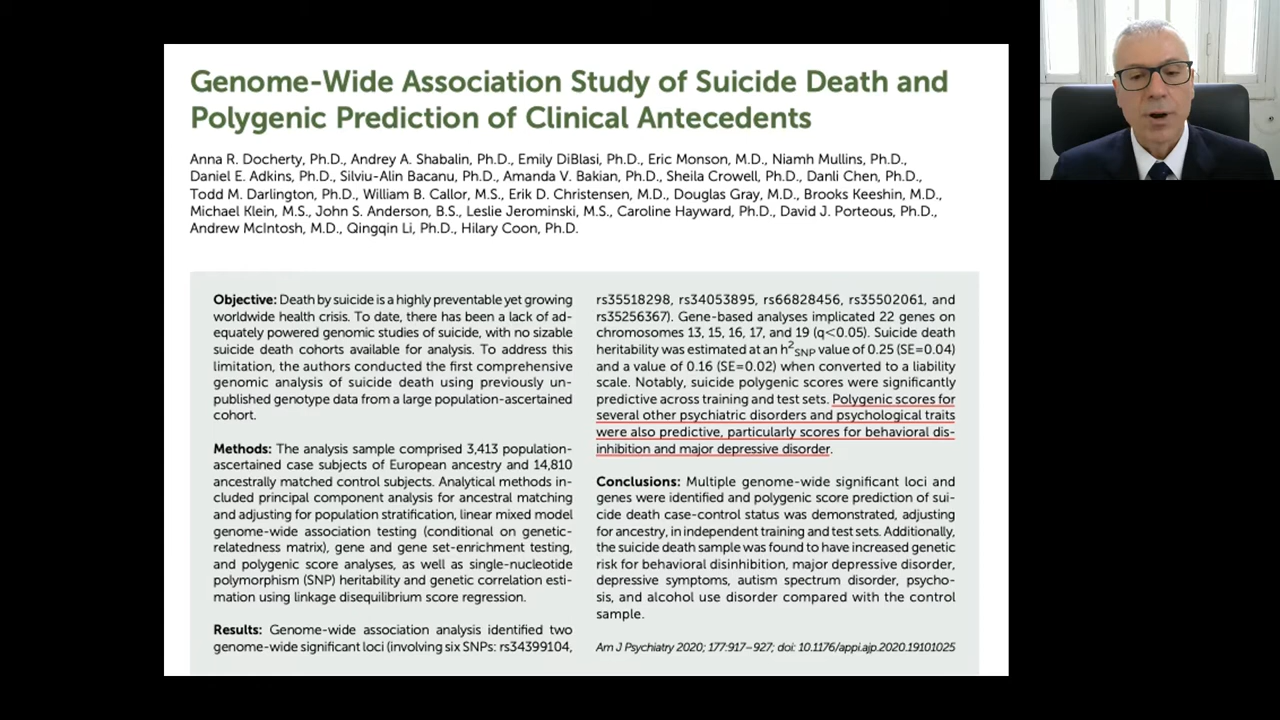 Genome-Wide Association Study of Suicide Death and
Polygenic Prediction of Clinical Antecedents
Anna R. Docherty, Ph.D., Andrey A. Shabalin, Ph.D., Emily DiBlasi, Ph.D., Eric Monson, M.D., Niamh Mullins, Ph.D.,
Daniel E. Adkins, Ph.D., Silviu-Alin Bacanu, Ph.D., Amanda V. Bakian, Ph.D., Sheila Crowell, Ph.D., Danli Chen, Ph.D.,
Todd M. Darlington, Ph.D., William B. Callor, M.S., Erik D. Christensen, M.D., Douglas Gray, M.D., Brooks Keeshin, M.D.,
Michael Klein, M.S., John S. Anderson, B.S., Leslie Jerominski, M.S., Caroline Hayward, Ph.D., David J. Porteous, Ph.D.,
Andrew McIntosh, M.D., Qingqin Li, Ph.D., Hilary Coon, Ph.D.
Objective: Death by suicide is a highly preventable yet growing
worldwide health crisis. To date, there has been a lack of ad-
equately powered genomic studies of suicide, with no sizable
suicide death cohorts available for analysis. To address this
limitation, the authors conducted the first comprehensive
genomic analysis of suicide death using previously un-
published genotype data from a large population-ascertained
cohort.
Methods: The analysis sample comprised 3,413 population-
ascertained case subjects of European ancestry and 14,810
ancestrally matched control subjects. Analytical methods in-
cluded principal component analysis for ancestral matching
and adjusting for population stratification, linear mixed model
genome-wide association testing (conditional on genetic-
relatedness matrix), gene and gene set-enrichment testing,
and polygenic score analyses, as well as single-nucleotide
polymorphism (SNP) heritability and genetic correlation esti-
mation using linkage disequilibrium score regression.
Results: Genome-wide association analysis identified two
genome-wide significant loci (involving six SNPs: rs34399104,
rs35518298, rs34053895, rs66828456, rs35502061, and
rs35256367). Gene-based analyses implicated 22 genes on
chromosomes 13, 15, 16, 17, and 19 (q<0.05). Suicide death
heritability was estimated at an h²SNP value of 0.25 (SE=0.04)
and a value of 0.16 (SE=0.02) when converted to a liability
scale. Notably, suicide polygenic scores were significantly
predictive across training and test sets. Polygenic scores for
several other psychiatric disorders and psychological traits
were also predictive, particularly scores for behavioral dis-
inhibition and major depressive disorder.
Conclusions: Multiple genome-wide significant loci and
genes were identified and polygenic score prediction of sui-
cide death case-control status was demonstrated, adjusting
for ancestry, in independent training and test sets. Additionally,
the suicide death sample was found to have increased genetic
risk for behavioral disinhibition, major depressive disorder,
depressive symptoms, autism spectrum disorder, psycho-
sis, and alcohol use disorder compared with the control
sample.
Am J Psychiatry 2020; 177:917–927; doi: 10.1176/appi.ajp.2020.19101025